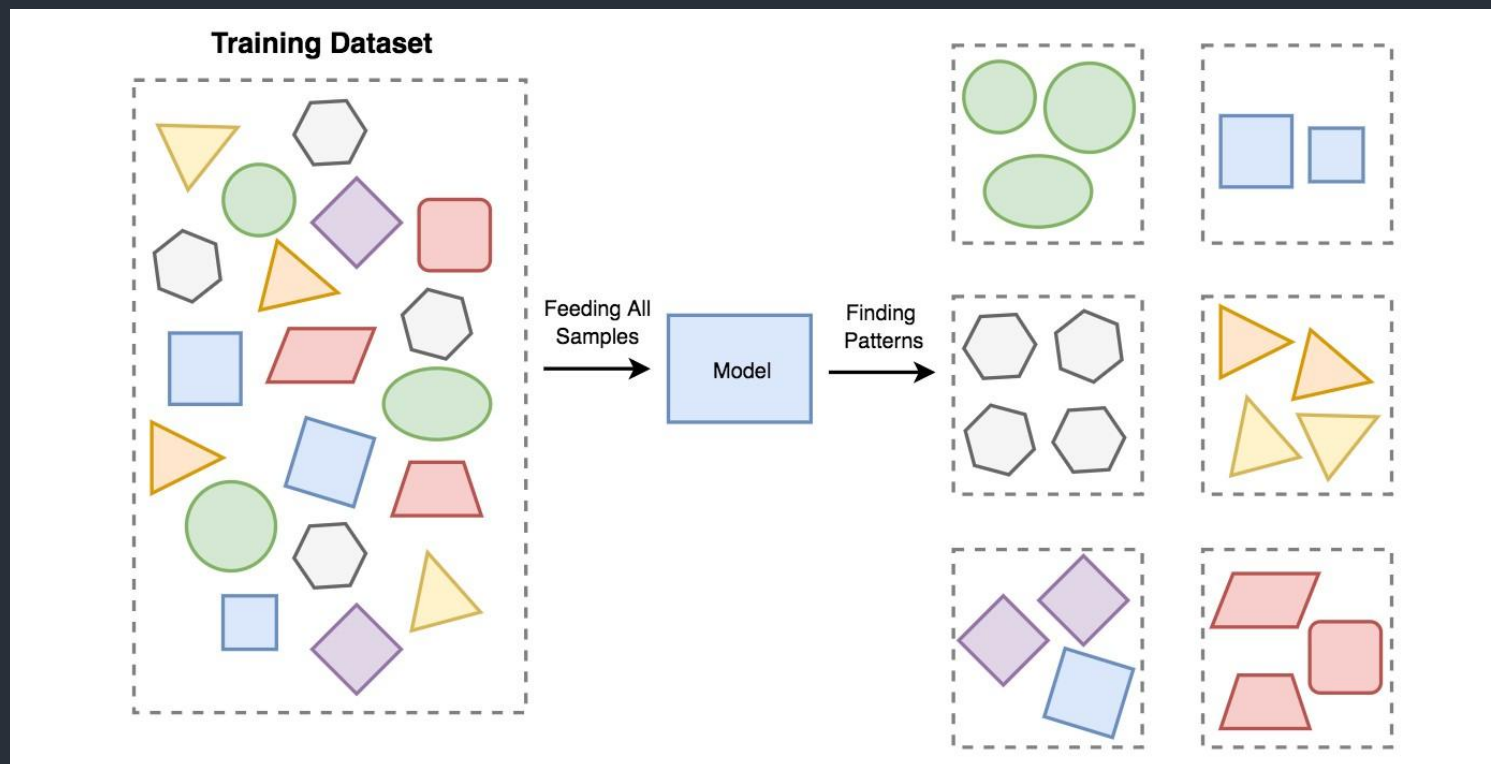 Training Dataset
Feeding All
Samples
Model
Finding
Patterns